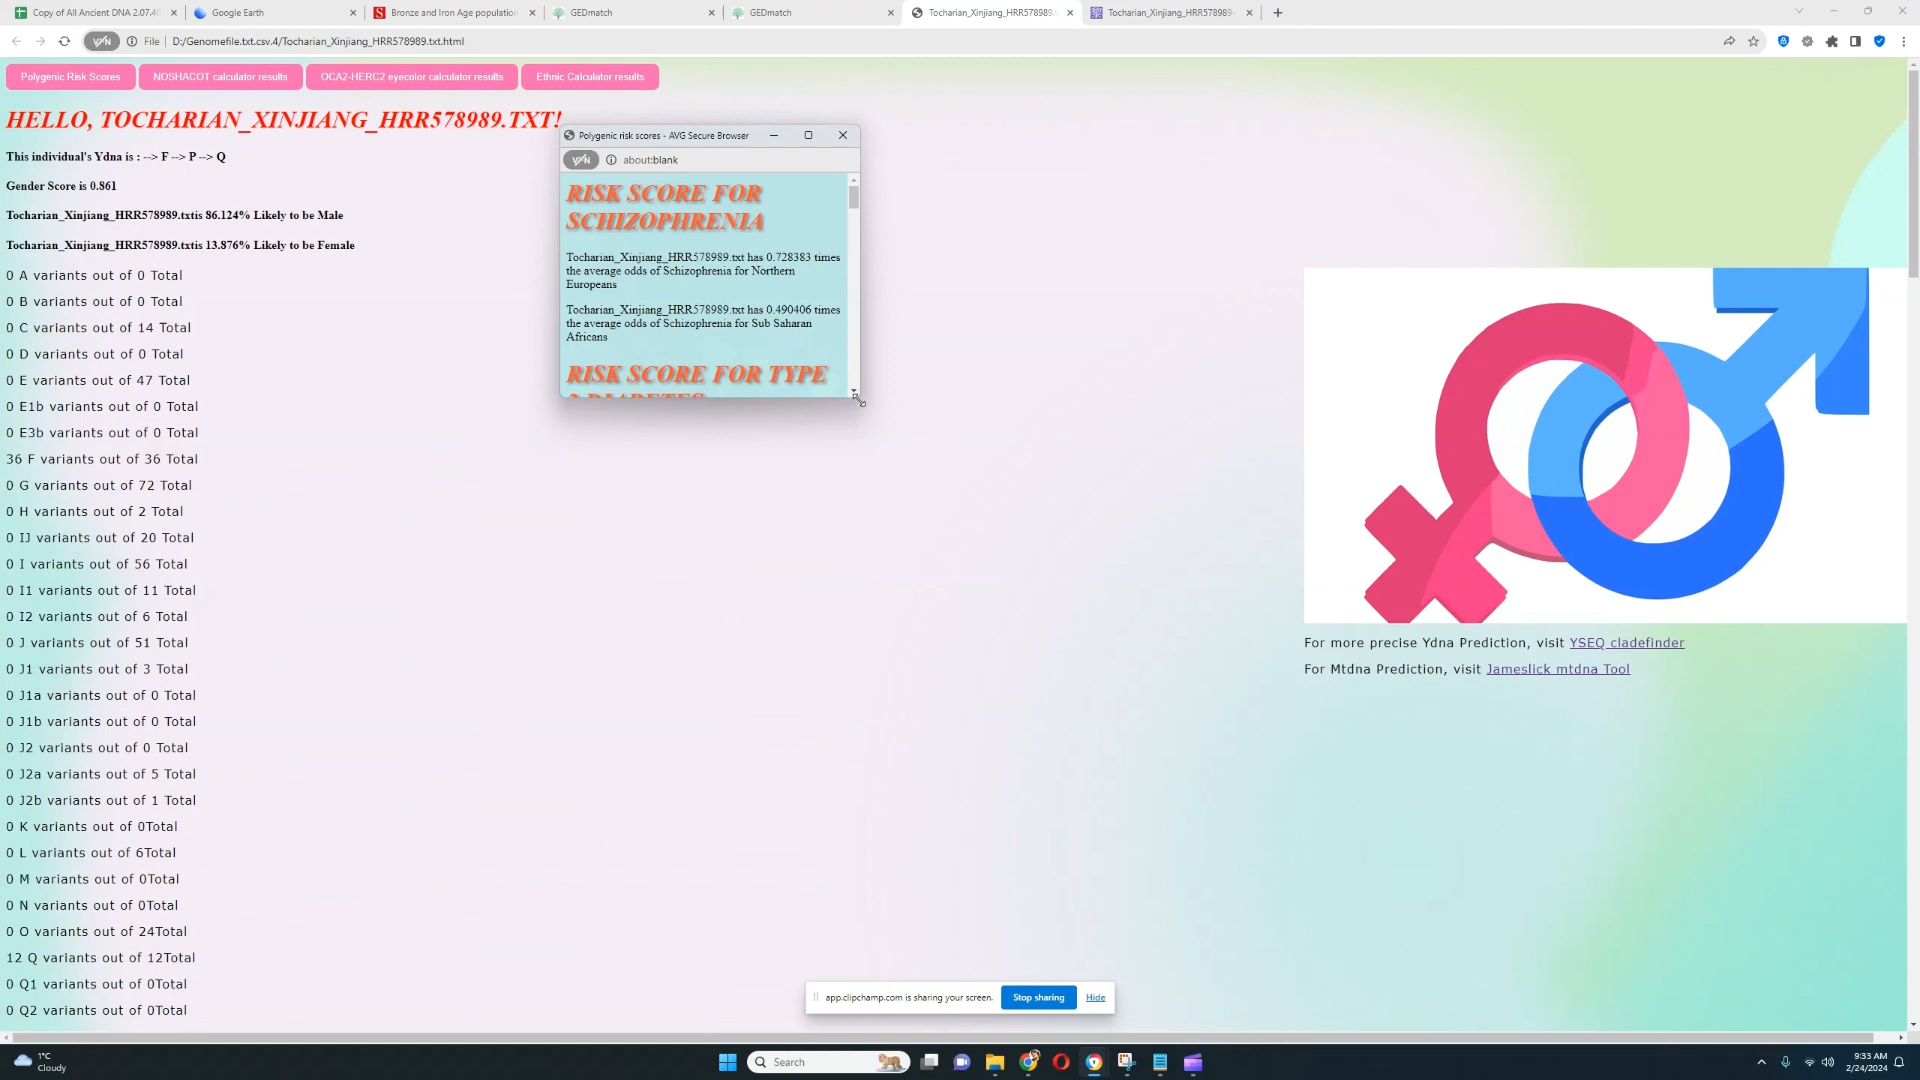 Copy of All Ancient DNA 2.07.4
Google Earth
Bronze and Iron Age population
GEDmatch
GEDmatch
Tocharian_Xinjiang_HRR578989.
Tocharian_Xinjiang_HRR578989
VPN
File
D:/Genomefile.txt.csv.4/Tocharian_Xinjiang_HRR578989.txt.html
Polygenic Risk Scores
NOSHACOT calculator results
OCA2-HERC2 eyecolor calculator results
Ethnic Calculator results
HELLO, TOCHARIAN_XINJIANG_HRR578989.TXT!
This individual's Ydna is : --> F --> P --> Q
Gender Score is 0.861
Tocharian_Xinjiang_HRR578989.txtis 86.124% Likely to be Male
Tocharian_Xinjiang_HRR578989.txtis 13.876% Likely to be Female
0 A variants out of 0 Total
0 B variants out of 0 Total
0 C variants out of 14 Total
0 D variants out of 0 Total
0 E variants out of 47 Total
0 E1b variants out of 0 Total
0 E3b variants out of 0 Total
36 F variants out of 36 Total
0 G variants out of 72 Total
0 H variants out of 2 Total
0 IJ variants out of 20 Total
0 I variants out of 56 Total
0 I1 variants out of 11 Total
0 I2 variants out of 6 Total
0 J variants out of 51 Total
0 J1 variants out of 3 Total
0 J1a variants out of 0 Total
0 J1b variants out of 0 Total
0 J2 variants out of 0 Total
0 J2a variants out of 5 Total
0 J2b variants out of 1 Total
0 K variants out of 0Total
0 L variants out of 6Total
0 M variants out of 0Total
0 N variants out of 0Total
0 O variants out of 24Total
12 Q variants out of 12Total
0 Q1 variants out of 0Total
0 Q2 variants out of 0Total
Polygenic risk scores - AVG Secure Browser
VPN
about:blank
RISK SCORE FOR
SCHIZOPHRENIA
Tocharian_Xinjiang_HRR578989.txt has 0.728383 times
the average odds of Schizophrenia for Northern
Europeans
Tocharian_Xinjiang_HRR578989.txt has 0.490406 times
the average odds of Schizophrenia for Sub Saharan
Africans
RISK SCORE FOR TYPE
2 DIABETES
For more precise Ydna Prediction, visit YSEQ cladefinder
For Mtdna Prediction, visit Jameslick mtdna Tool
app.clipchamp.com is sharing your screen.
Stop sharing
Hide
1°C
Cloudy
Search
9:33 AM
2/24/2024